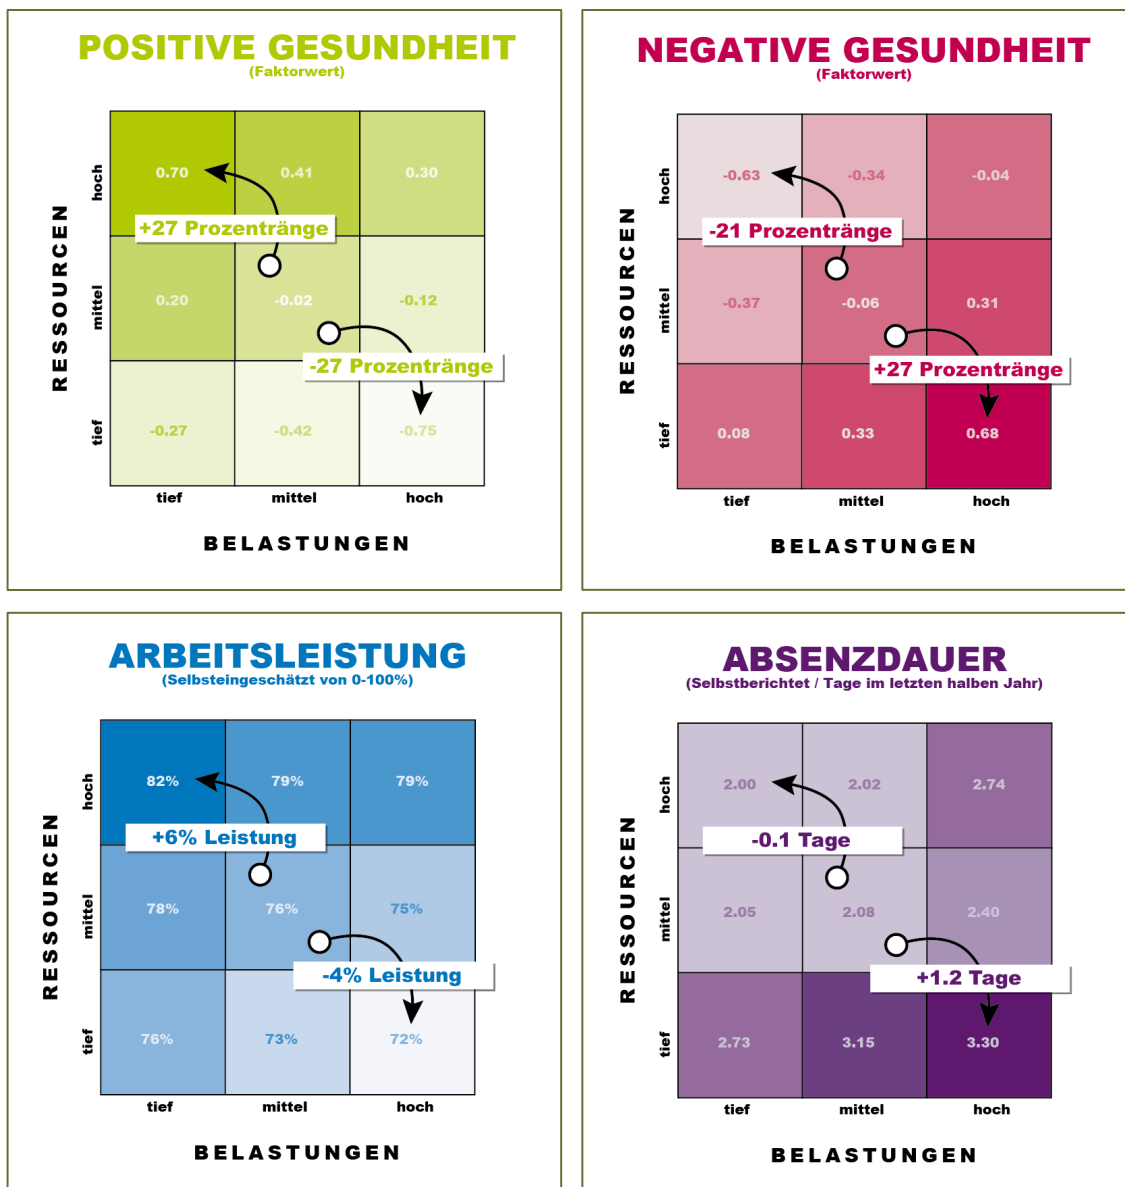 POSITIVE GESUNDHEIT
(Faktorwert)
RESSOURCEN
hoch
0.70 0.41 0.30
+27 Prozentränge
mittel
0.20 -0.02 -0.12
-27 Prozentränge
tief
-0.27 -0.42 -0.75
tief mittel hoch
BELASTUNGEN
NEGATIVE GESUNDHEIT
(Faktorwert)
RESSOURCEN
hoch
-0.63 -0.34 -0.04
-21 Prozentränge
mittel
-0.37 -0.06 0.31
+27 Prozentränge
tief
0.08 0.33 0.68
tief mittel hoch
BELASTUNGEN
ARBEITSLEISTUNG
(Selbsteingeschätzt von 0-100%)
RESSOURCEN
hoch
82% 79% 79%
+6% Leistung
mittel
78% 76% 75%
-4% Leistung
tief
76% 73% 72%
tief mittel hoch
BELASTUNGEN
ABSENZDAUER
(Selbstberichtet / Tage im letzten halben Jahr)
RESSOURCEN
hoch
2.00 2.02 2.74
-0.1 Tage
mittel
2.05 2.08 2.40
+1.2 Tage
tief
2.73 3.15 3.30
tief mittel hoch
BELASTUNGEN